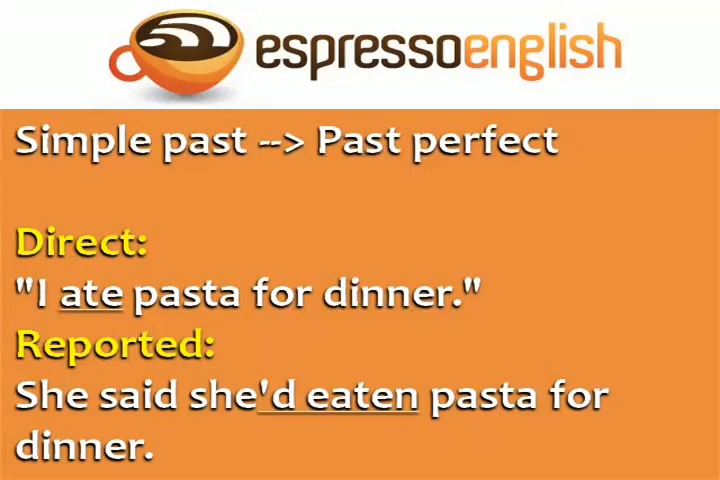 espressoenglish
Simple past --> Past perfect
Direct:
"I ate pasta for dinner."
Reported:
She said she'd eaten pasta for
dinner.